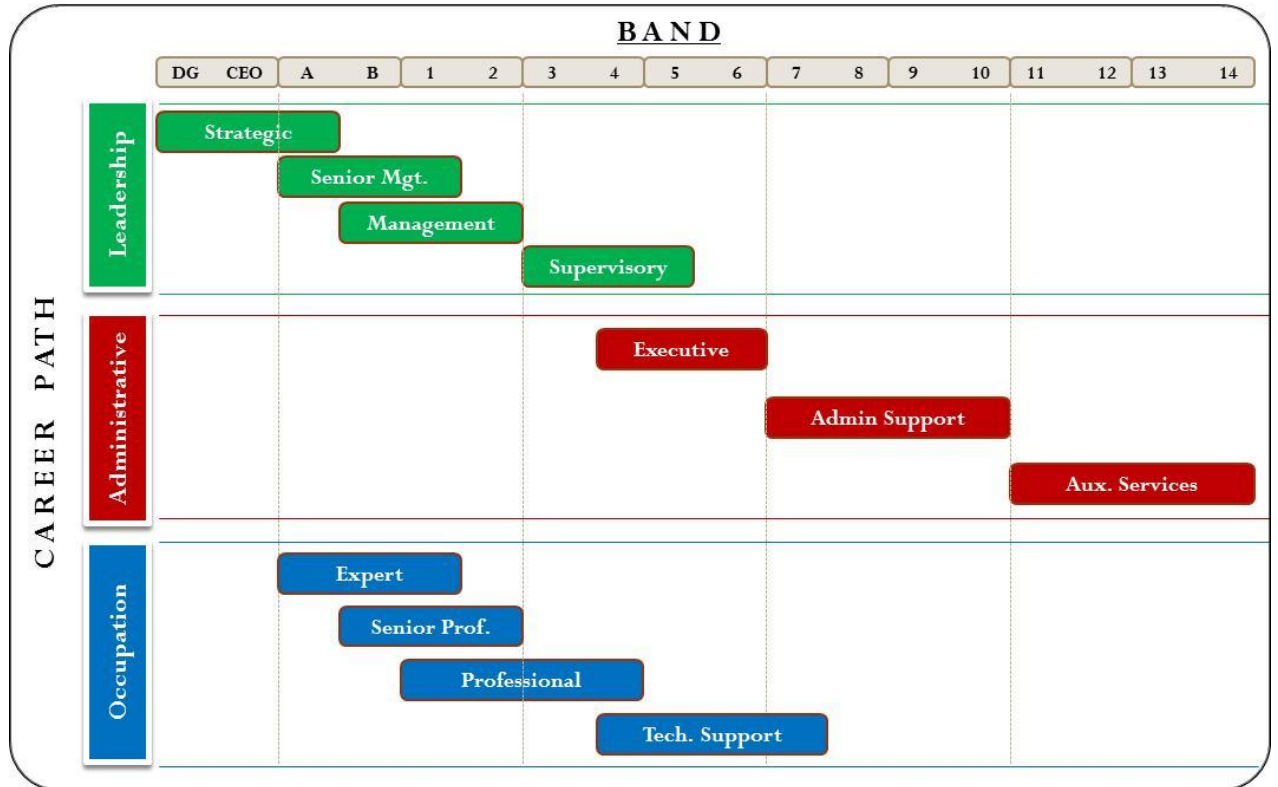 BAND
DG CEO A B 1 2 3 4 5 6 7 8 9 10 11 12 13 14
CAREER PATH
Leadership
Strategic
Senior Mgt.
Management
Supervisory
Administrative
Executive
Admin Support
Aux. Services
Occupation
Expert
Senior Prof.
Professional
Tech. Support